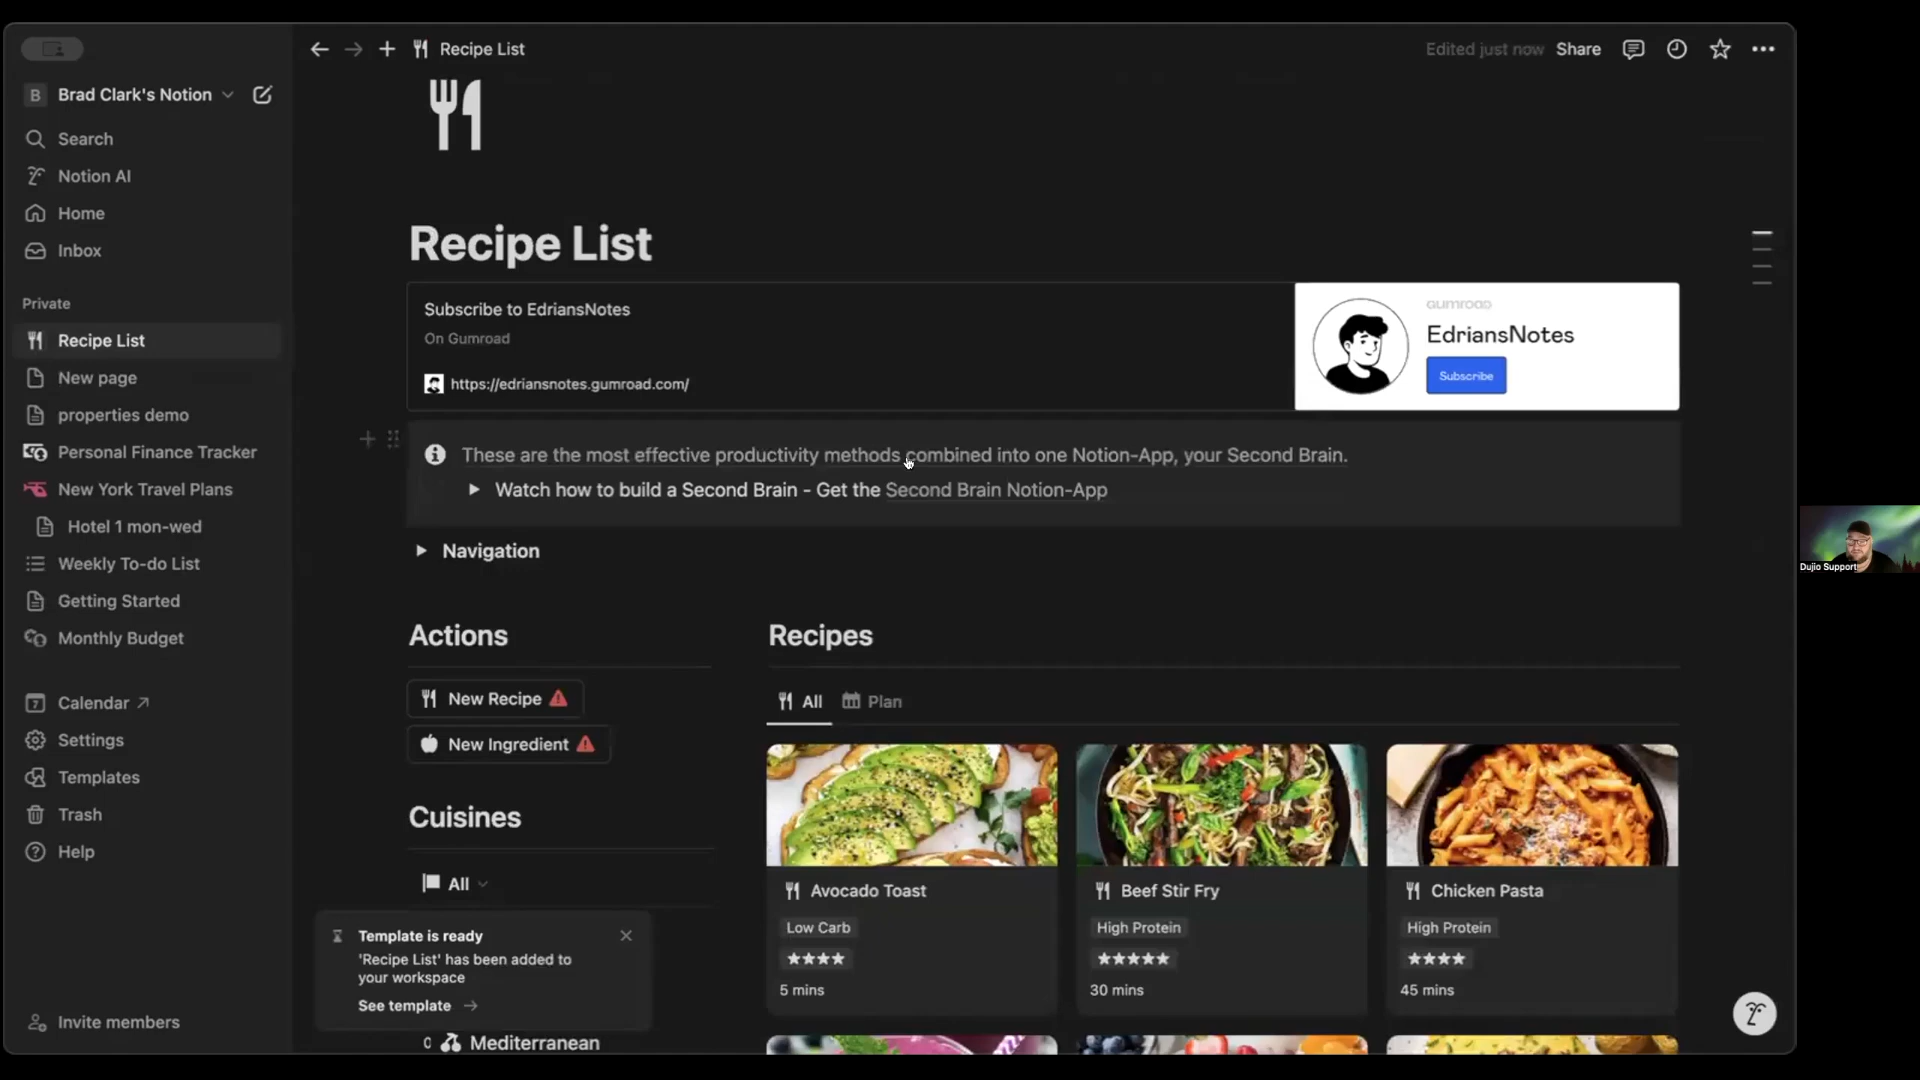 Recipe List
Edited just now
Share
B
Brad Clark's Notion
Search
Notion AI
Home
Inbox
Private
Recipe List
New page
properties demo
Personal Finance Tracker
New York Travel Plans
Hotel 1 mon-wed
Weekly To-do List
Getting Started
Monthly Budget
Calendar
Settings
Templates
Trash
Help
Invite members
Recipe List
Subscribe to EdriansNotes
On Gumroad
https://edriansnotes.gumroad.com/
GUMROAD
EdriansNotes
Subscribe
These are the most effective productivity methods combined into one Notion-App, your Second Brain.
Watch how to build a Second Brain - Get the Second Brain Notion-App
Navigation
Actions
New Recipe
New Ingredient
Cuisines
All
Template is ready
'Recipe List' has been added to
your workspace
See template
Mediterranean
Recipes
All
Plan
Avocado Toast
Low Carb
★★★★
5 mins
Beef Stir Fry
High Protein
★★★★★
30 mins
Chicken Pasta
High Protein
★★★★
45 mins
Dujio Support